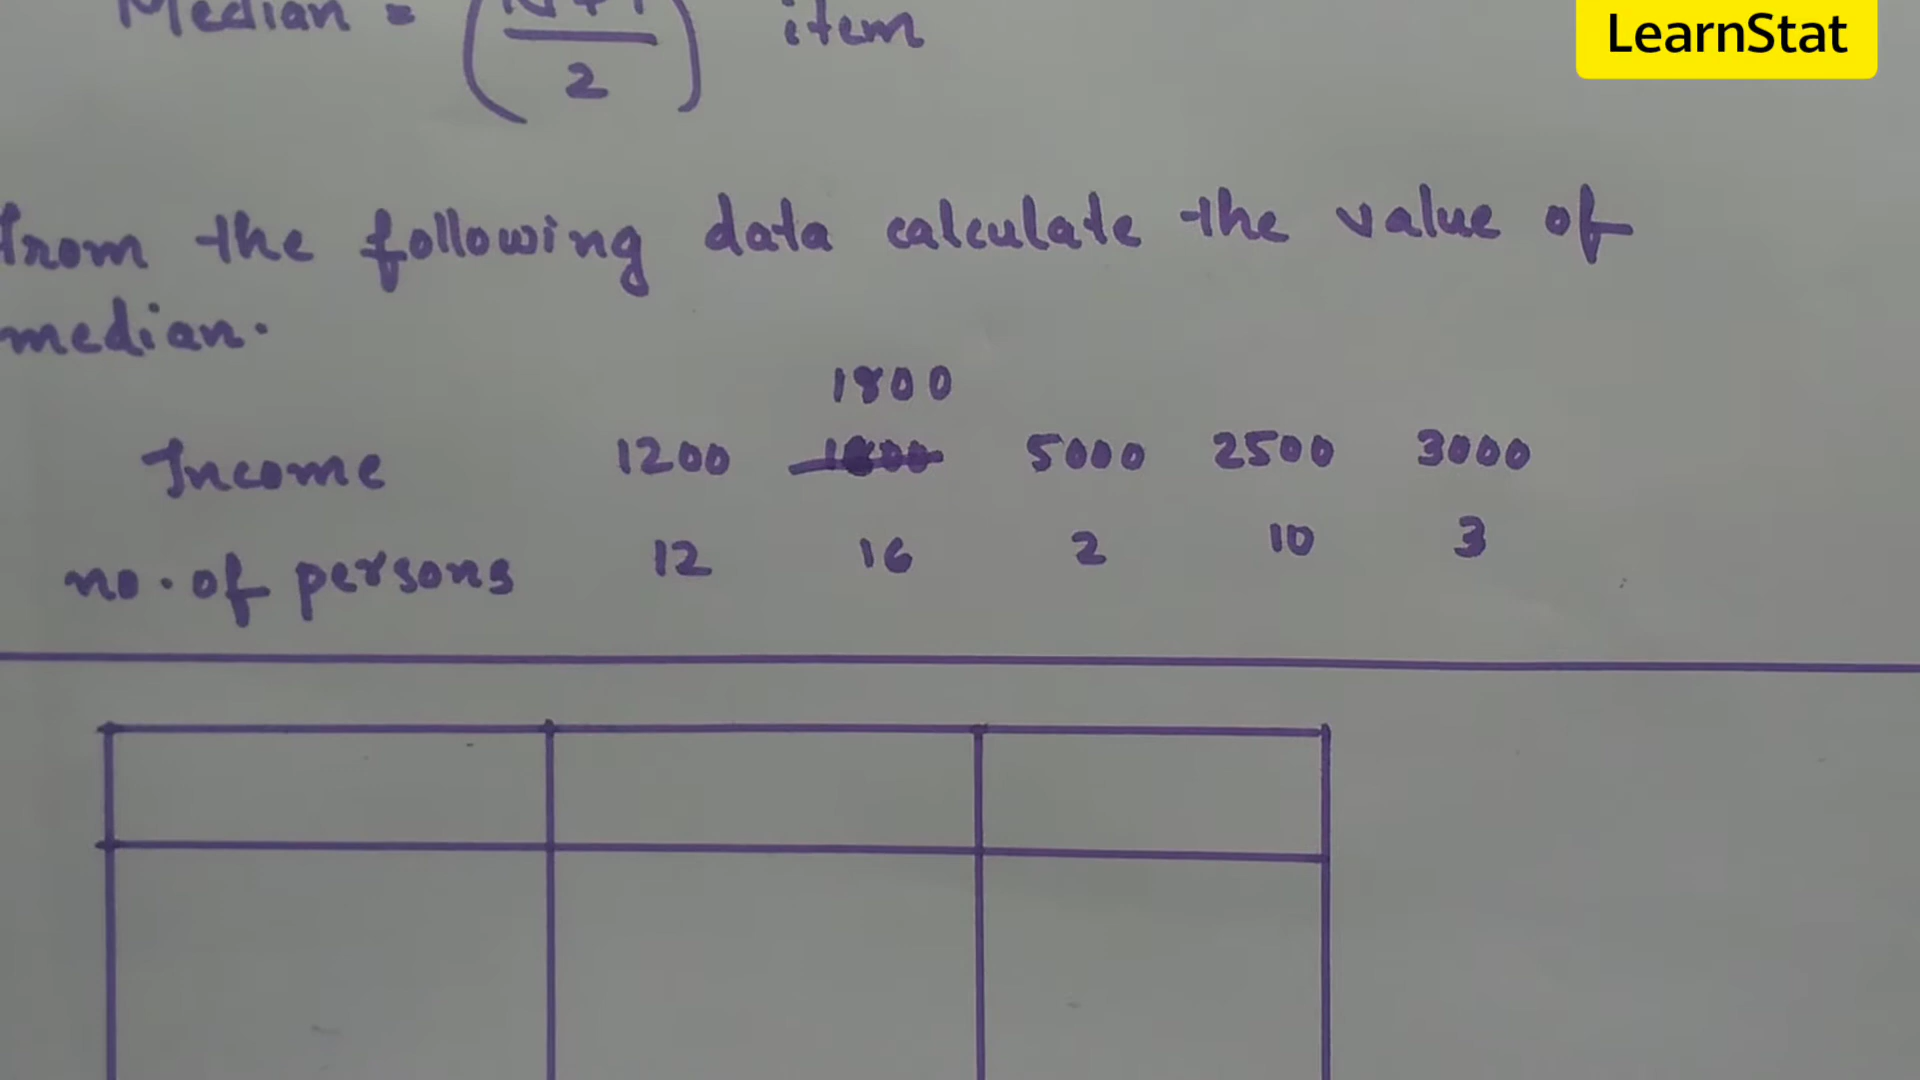 LearnStat
Median = (N+1
2) item
from the following data calculate the value of
median.
1800
Income 1200 5000 2500 3000
no. of persons 12 16 2 10 3